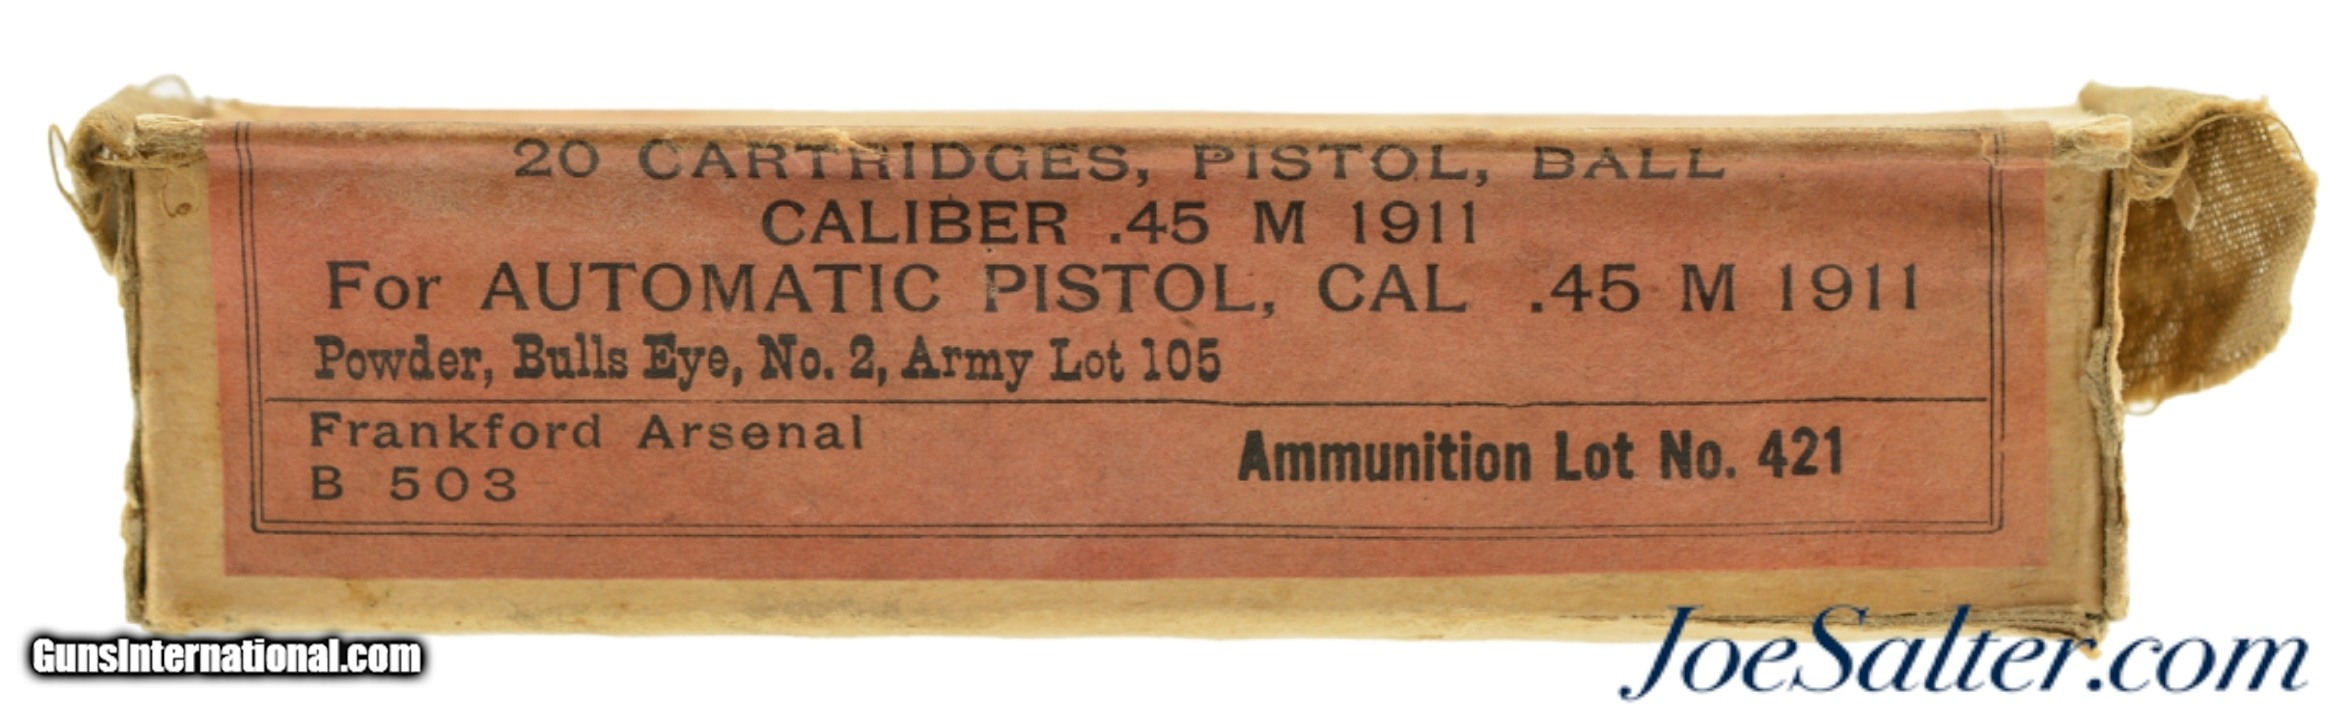 20 CARTRIDGES, PISTOL, BALL
CALIBER .45 M 1911
For AUTOMATIC PISTOL, CAL .45 M 1911
Powder, Bulls Eye, No. 2, Army Lot 105
Frankford Arsenal
B 503
Ammunition Lot No. 421
GunsInternational.com
JoeSalter.com